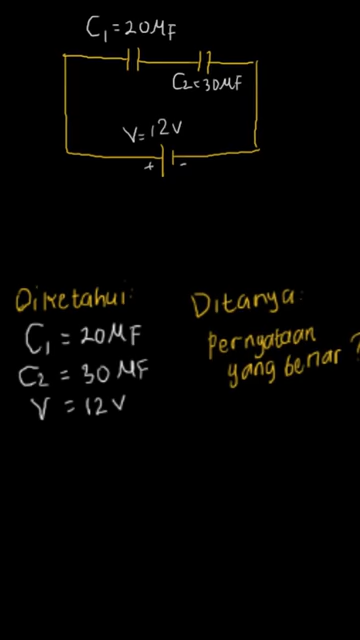 C₁ = 20 μF
C₂ = 30 μF
V = 12 V
+ -
Diketahui:
C₁ = 20 μF
C₂ = 30 μF
V = 12 V
Ditanya:
pernyataan
yang benar ?